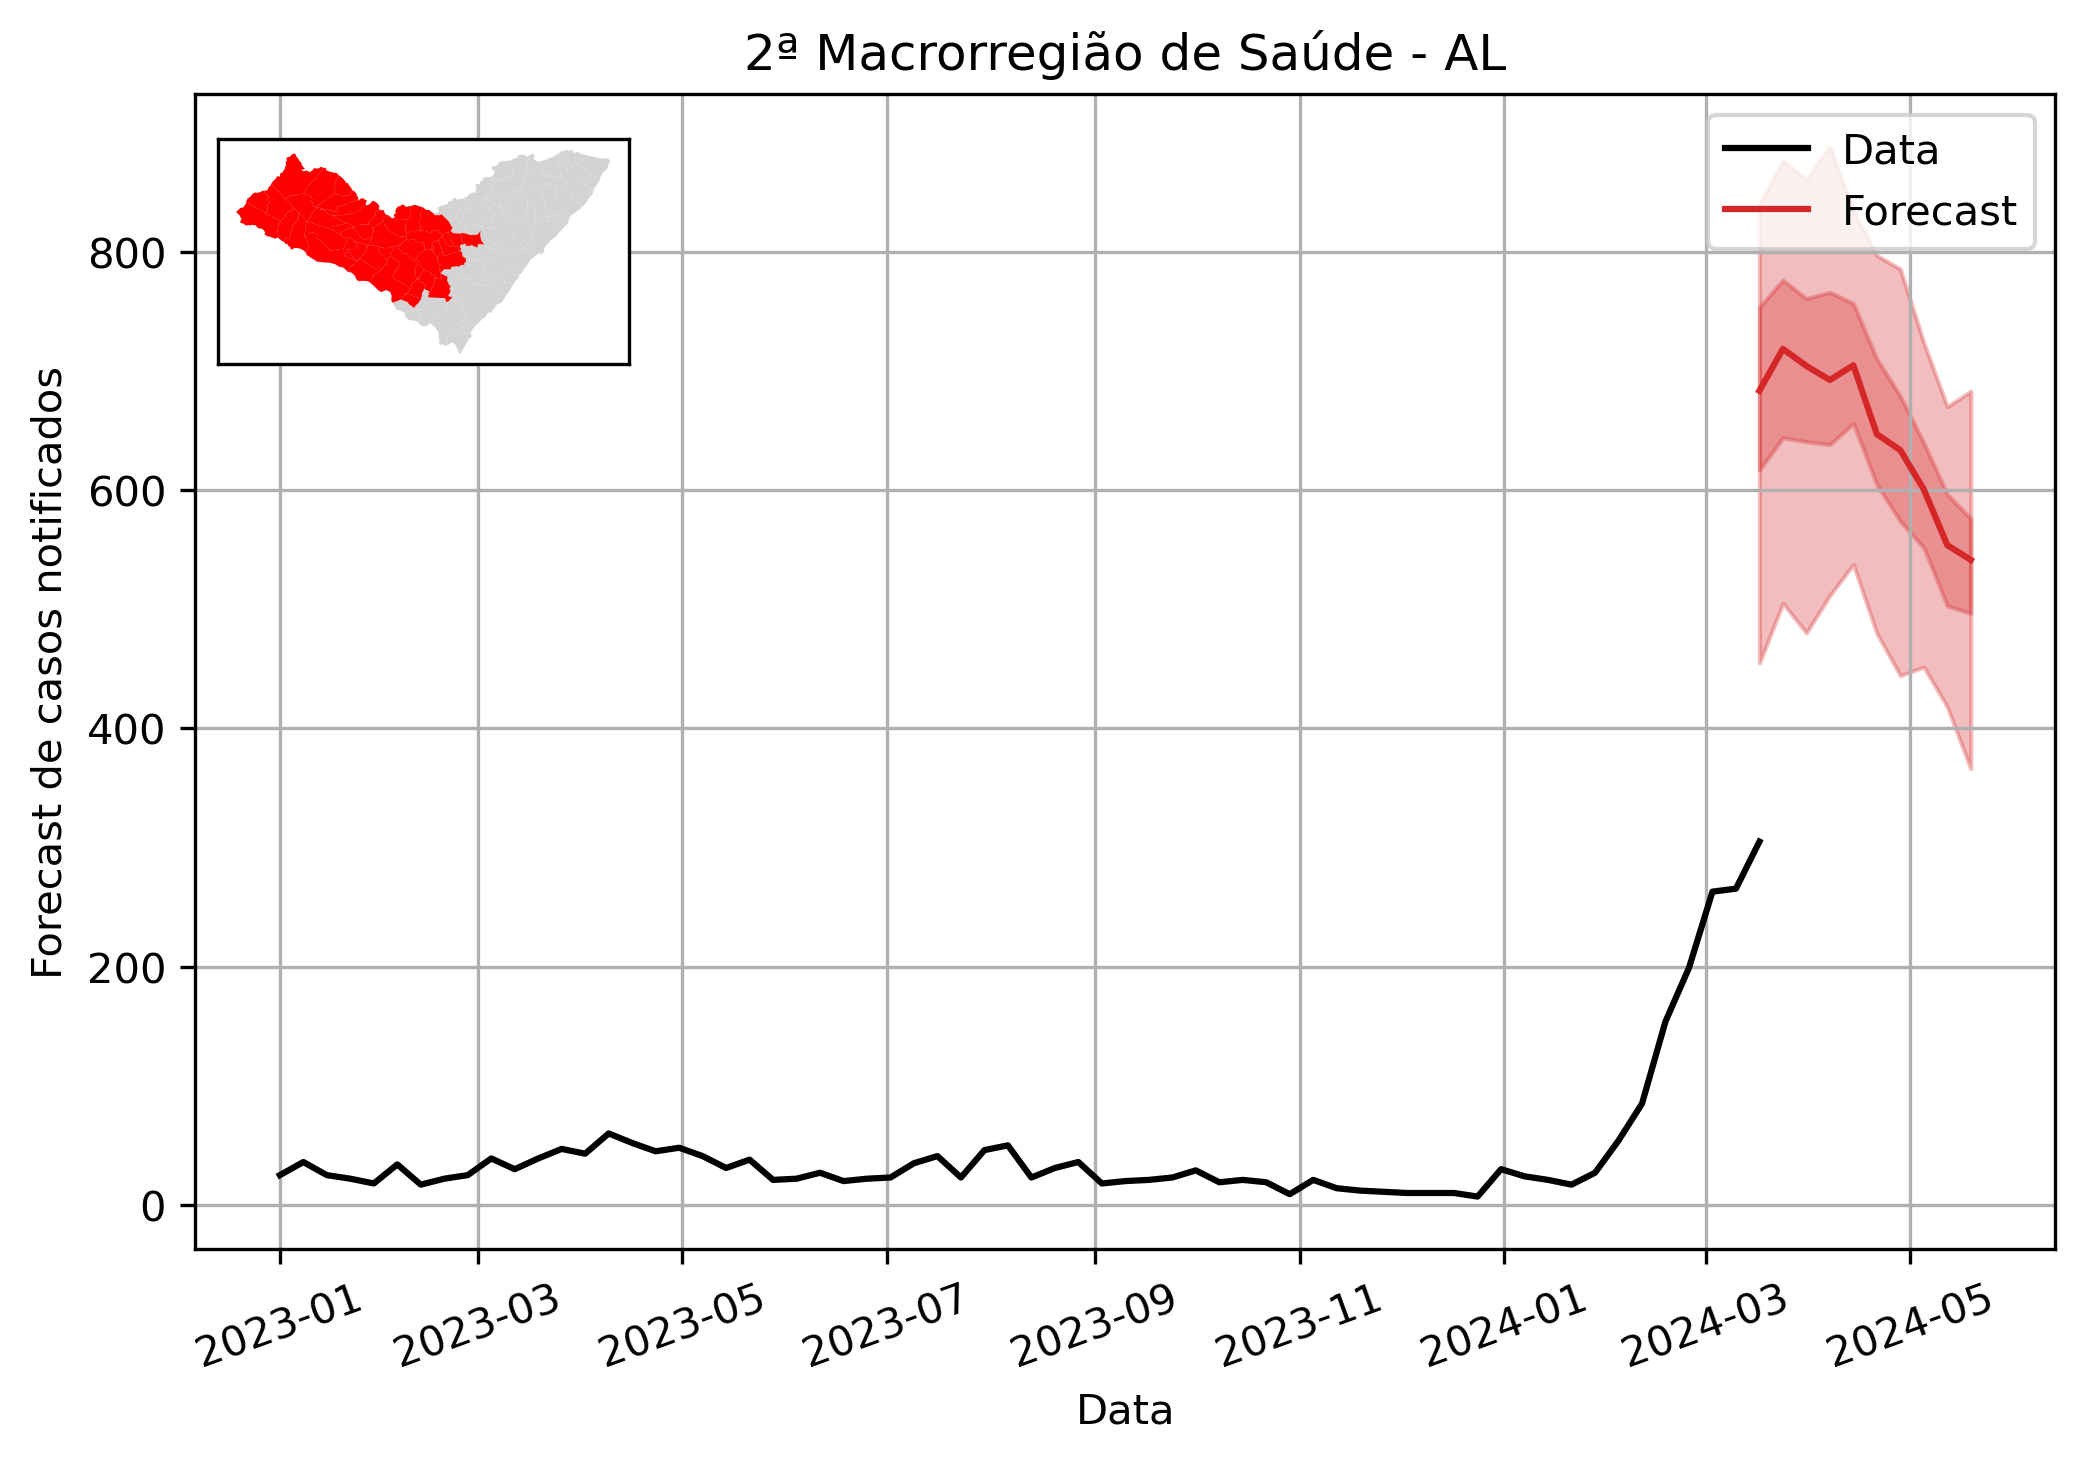 2ª Macrorregião de Saúde - AL
Data
Forecast
800
600
400
200
0
Forecast de casos notificados
2023-01
2023-03
2023-05
2023-07
2023-09
2023-11
2024-01
2024-03
2024-05
Data